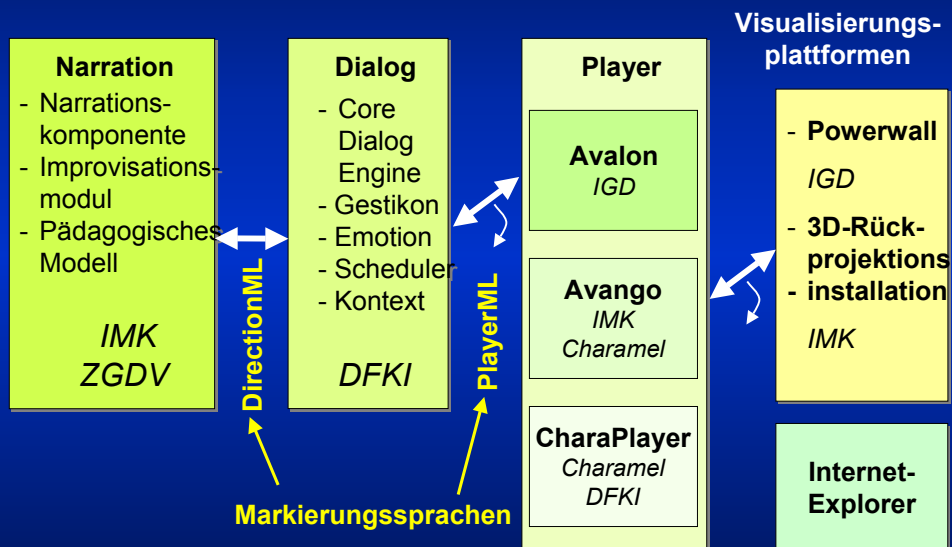 Narration
- Narrations-
komponente
- Improvisations-
modul
- Pädagogisches
Modell
IMK
ZGDV
DirectionML
Dialog
- Core
Dialog
Engine
- Gestikon
- Emotion
- Scheduler
- Kontext
DFKI
PlayerML
Markierungssprachen
Player
Avalon
IGD
Avango
IMK
Charamel
CharaPlayer
Charamel
DFKI
Visualisierungs-
plattformen
- Powerwall
IGD
- 3D-Rück-
projektions
- installation
IMK
Internet-
Explorer